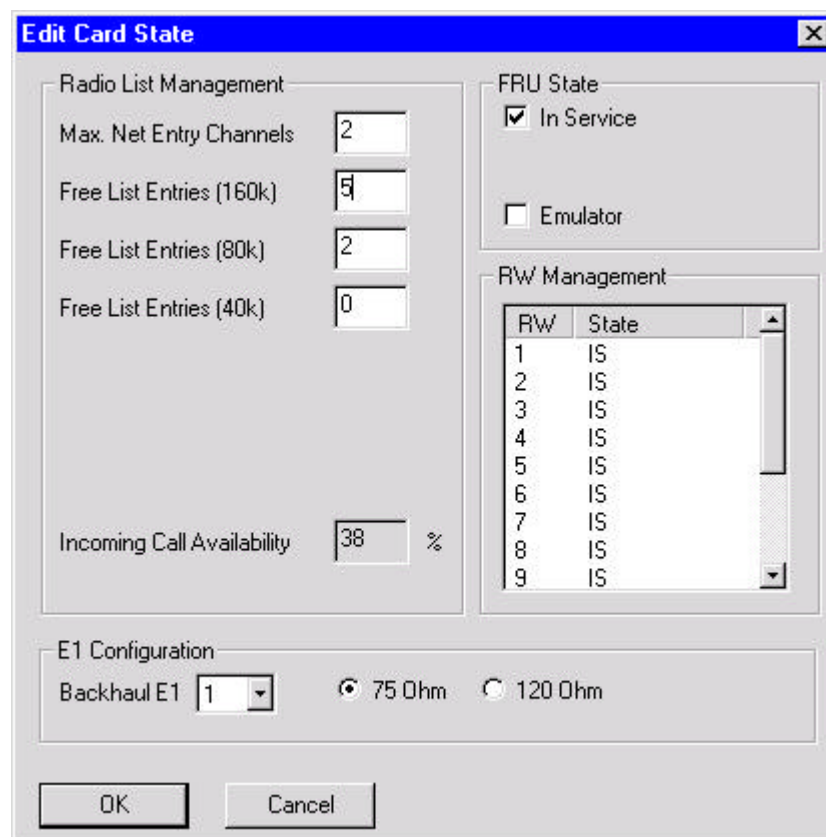 Edit Card State
Radio List Management
Max. Net Entry Channels 2
Free List Entries (160k) 5
Free List Entries (80k) 2
Free List Entries (40k) 0
Incoming Call Availability 38 %
FRU State
In Service
Emulator
RW Management
RW State
1 IS
2 IS
3 IS
4 IS
5 IS
6 IS
7 IS
8 IS
9 IS
E1 Configuration
Backhaul E1 1 75 Ohm 120 Ohm
OK Cancel